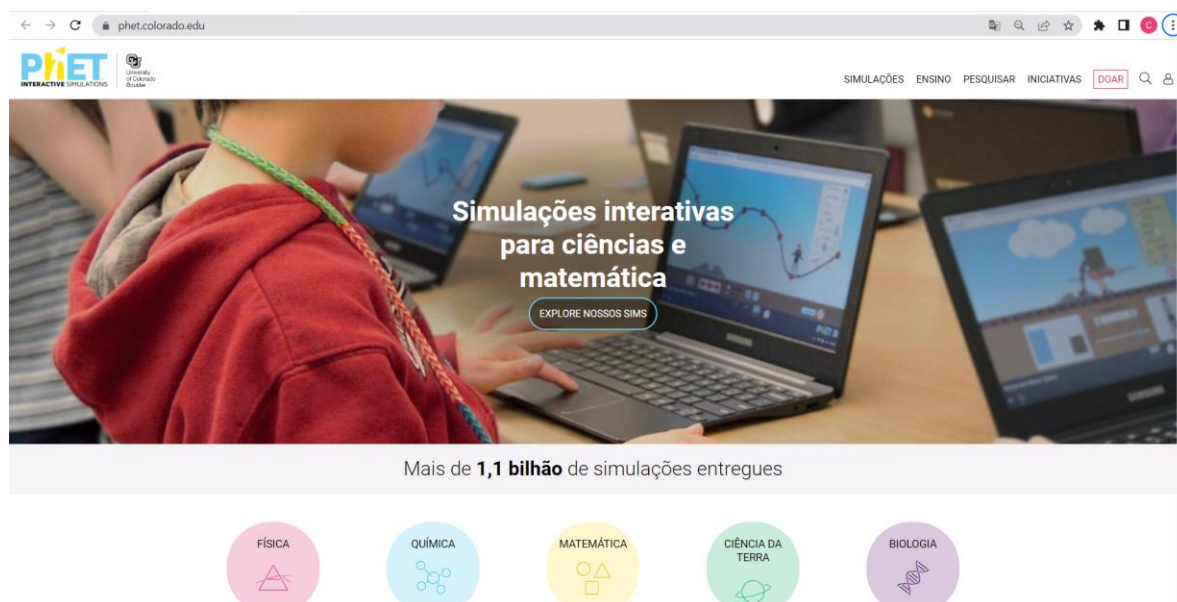 phet.colorado.edu
C
PhET
INTERACTIVE SIMULATIONS
University
of Colorado
Boulder
SIMULAÇÕES ENSINO PESQUISAR INICIATIVAS DOAR
Simulações interativas
para ciências e
matemática
EXPLORE NOSSOS SIMS
SAMSUNG
Mais de 1,1 bilhão de simulações entregues
FÍSICA QUÍMICA MATEMÁTICA CIÊNCIA DA BIOLOGIA
TERRA